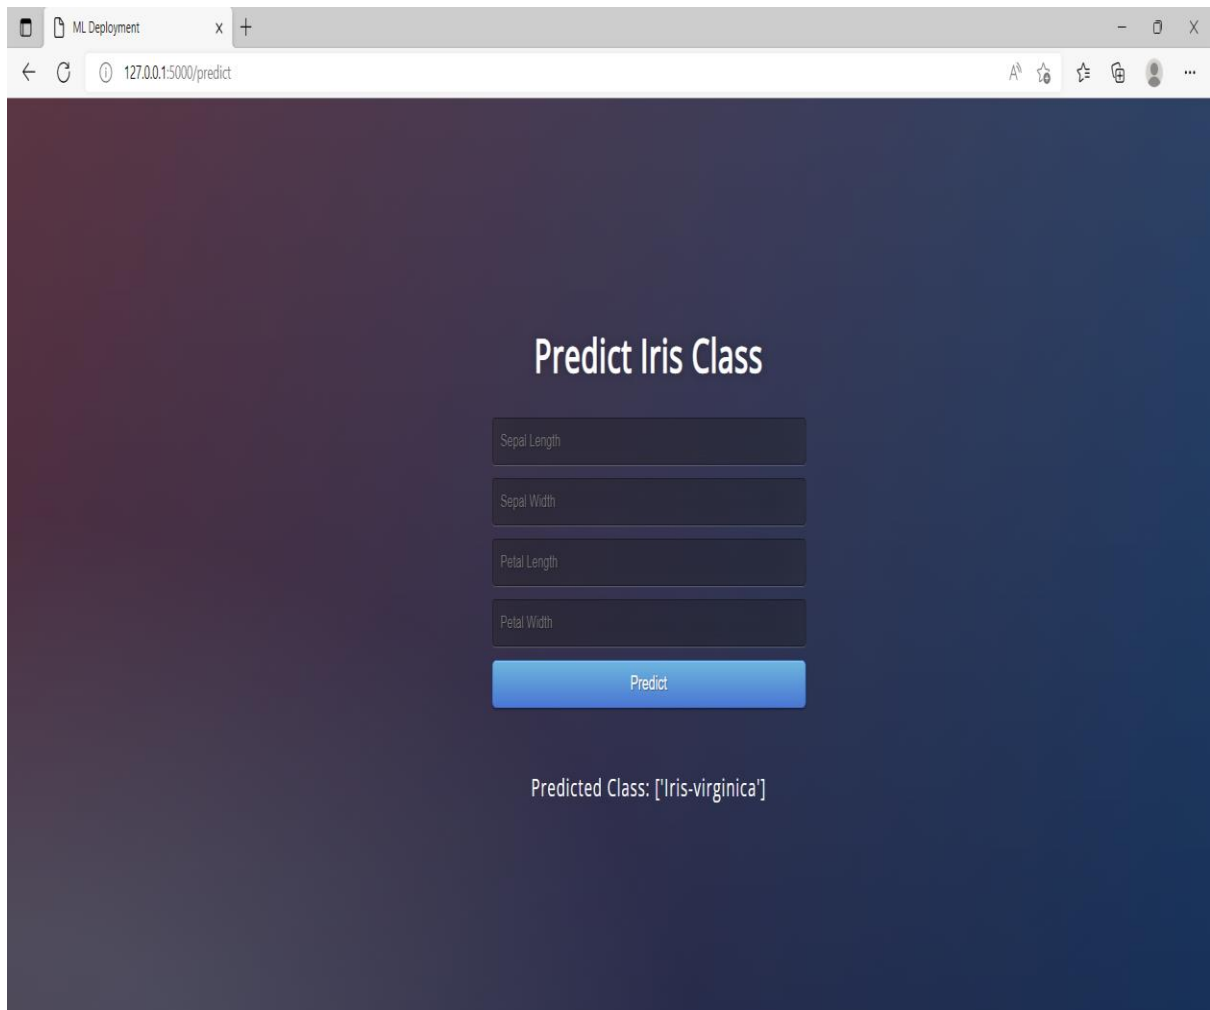 ML Deployment
127.0.0.1:5000/predict
Predict Iris Class
Sepal Length
Sepal Width
Petal Length
Petal Width
Predict
Predicted Class: ['Iris-virginica']